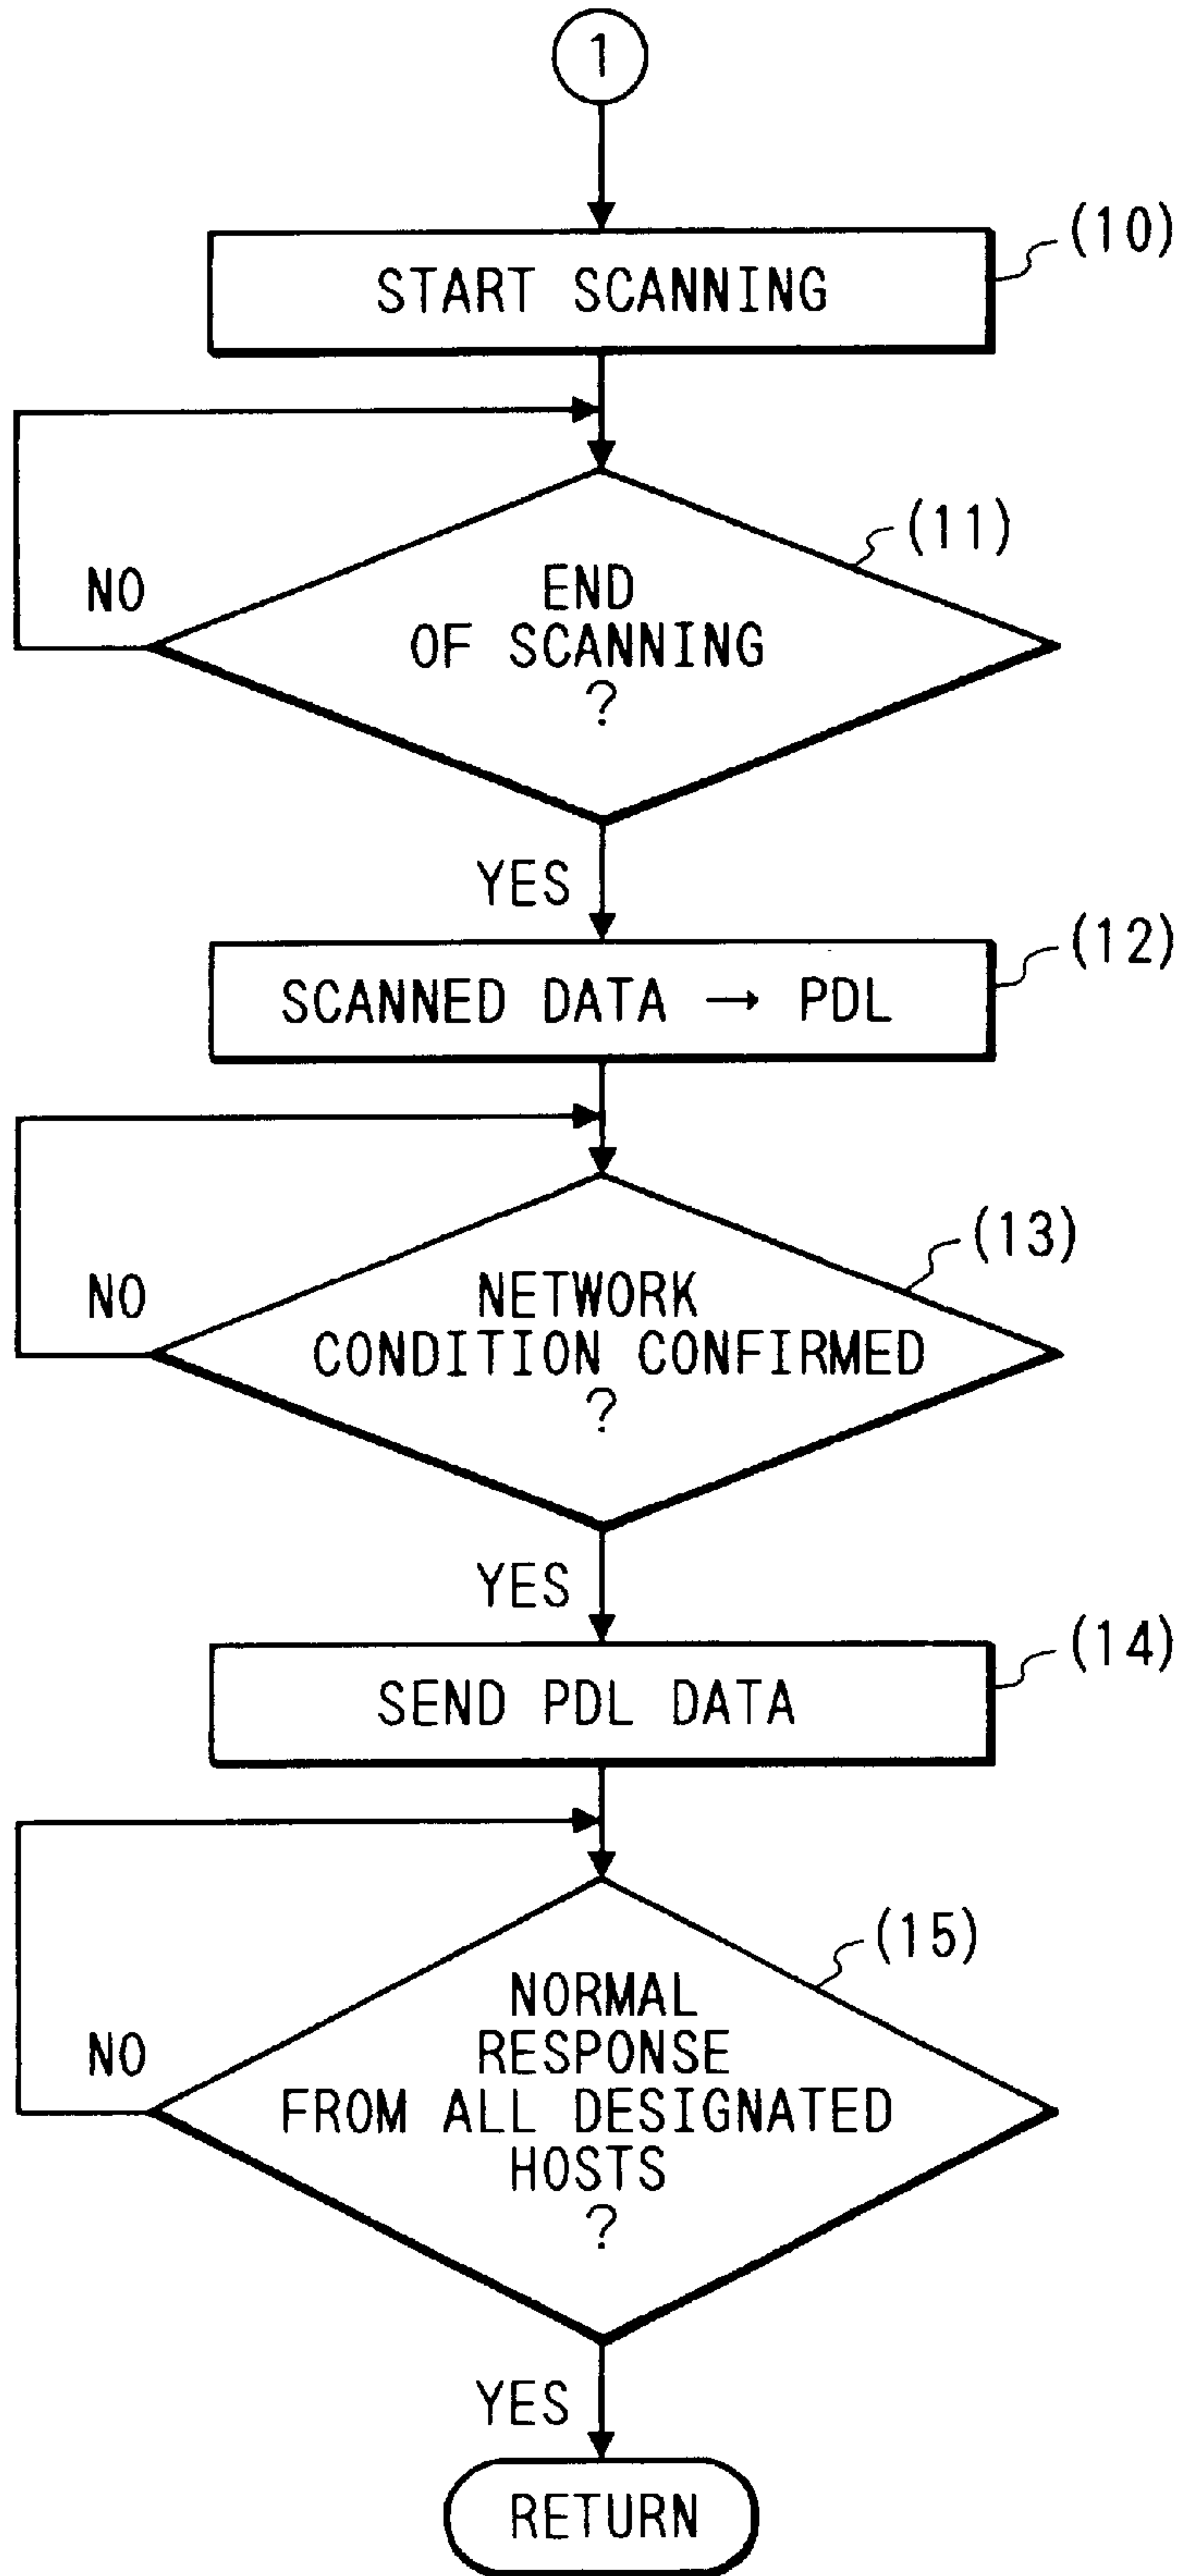 1
(10)
START SCANNING
(11)
NO
END
OF SCANNING
?
YES
(12)
SCANNED DATA → PDL
(13)
NO
NETWORK
CONDITION CONFIRMED
?
YES
(14)
SEND PDL DATA
(15)
NO
NORMAL
RESPONSE
FROM ALL DESIGNATED
HOSTS
?
YES
RETURN